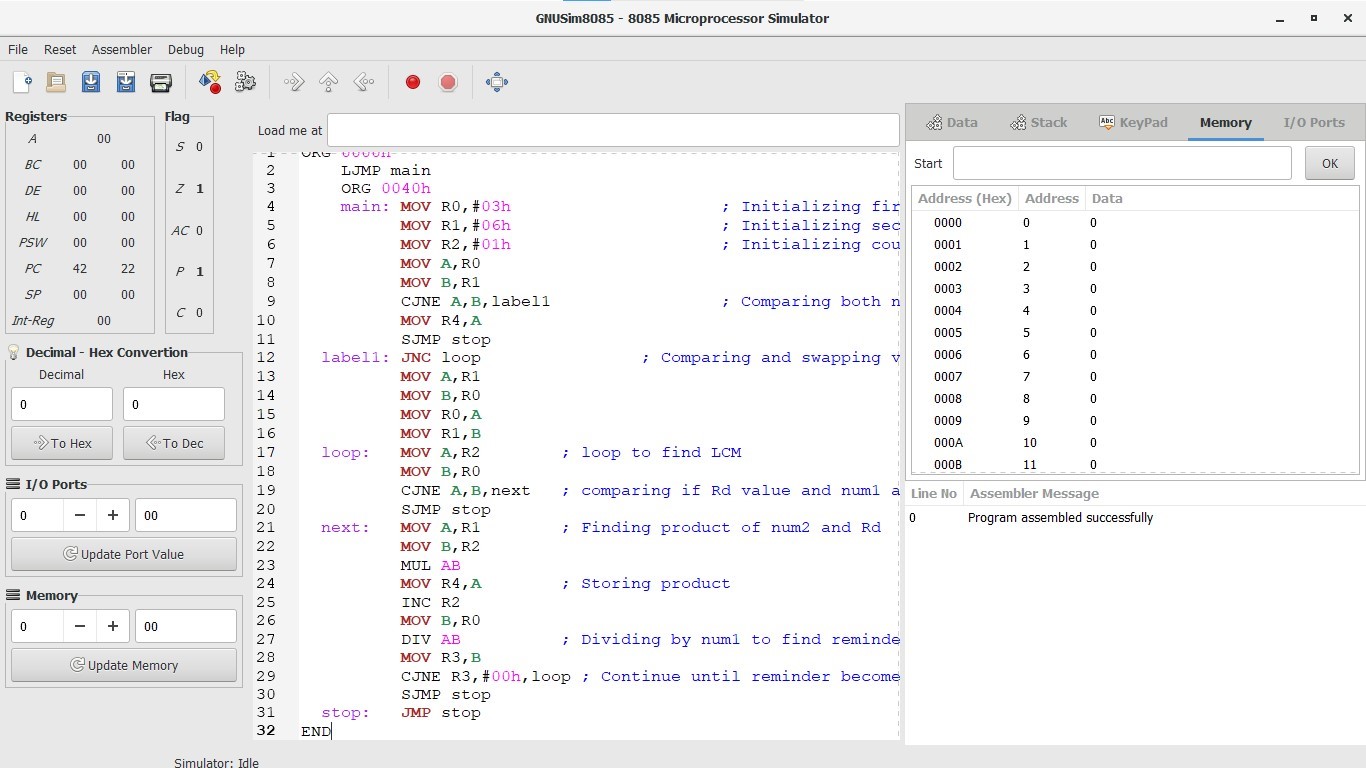 GNUSim8085 - 8085 Microprocessor Simulator
File Reset Assembler Debug Help
Registers
A 00
BC 00 00
DE 00 00
HL 00 00
PSW 00 00
PC 42 22
SP 00 00
Int-Reg 00
Flag
S 0
Z 1
AC 0
P 1
C 0
Decimal - Hex Convertion
Decimal Hex
0 0
To Hex To Dec
I/O Ports
0 − + 00
Update Port Value
Memory
0 − + 00
Update Memory
Load me at
1 ORG 0000h
2 LJMP main
3 ORG 0040h
4 main: MOV R0,#03h ; Initializing fir
5 MOV R1,#06h ; Initializing sec
6 MOV R2,#01h ; Initializing cou
7 MOV A,R0
8 MOV B,R1
9 CJNE A,B,label1 ; Comparing both n
10 MOV R4,A
11 SJMP stop
12 label1: JNC loop ; Comparing and swapping v
13 MOV A,R1
14 MOV B,R0
15 MOV R0,A
16 MOV R1,B
17 loop: MOV A,R2 ; loop to find LCM
18 MOV B,R0
19 CJNE A,B,next ; comparing if Rd value and num1 a
20 SJMP stop
21 next: MOV A,R1 ; Finding product of num2 and Rd
22 MOV B,R2
23 MUL AB
24 MOV R4,A ; Storing product
25 INC R2
26 MOV B,R0
27 DIV AB ; Dividing by num1 to find reminde
28 MOV R3,B
29 CJNE R3,#00h,loop ; Continue until reminder become
30 SJMP stop
31 stop: JMP stop
32 END
Data Stack Abc KeyPad Memory I/O Ports
Start OK
Address (Hex) Address Data
0000 0 0
0001 1 0
0002 2 0
0003 3 0
0004 4 0
0005 5 0
0006 6 0
0007 7 0
0008 8 0
0009 9 0
000A 10 0
000B 11 0
Line No Assembler Message
0 Program assembled successfully
Simulator: Idle